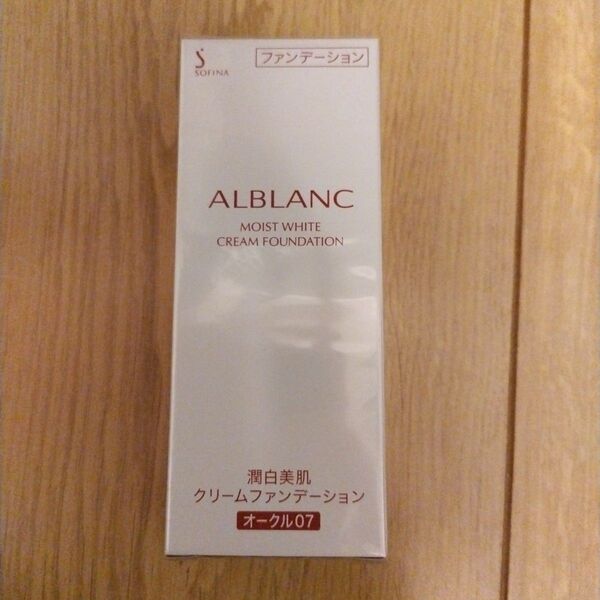 SOFINA
ファンデーション
ALBLANC
MOIST WHITE
CREAM FOUNDATION
潤白美肌
クリームファンデーション
オークル07